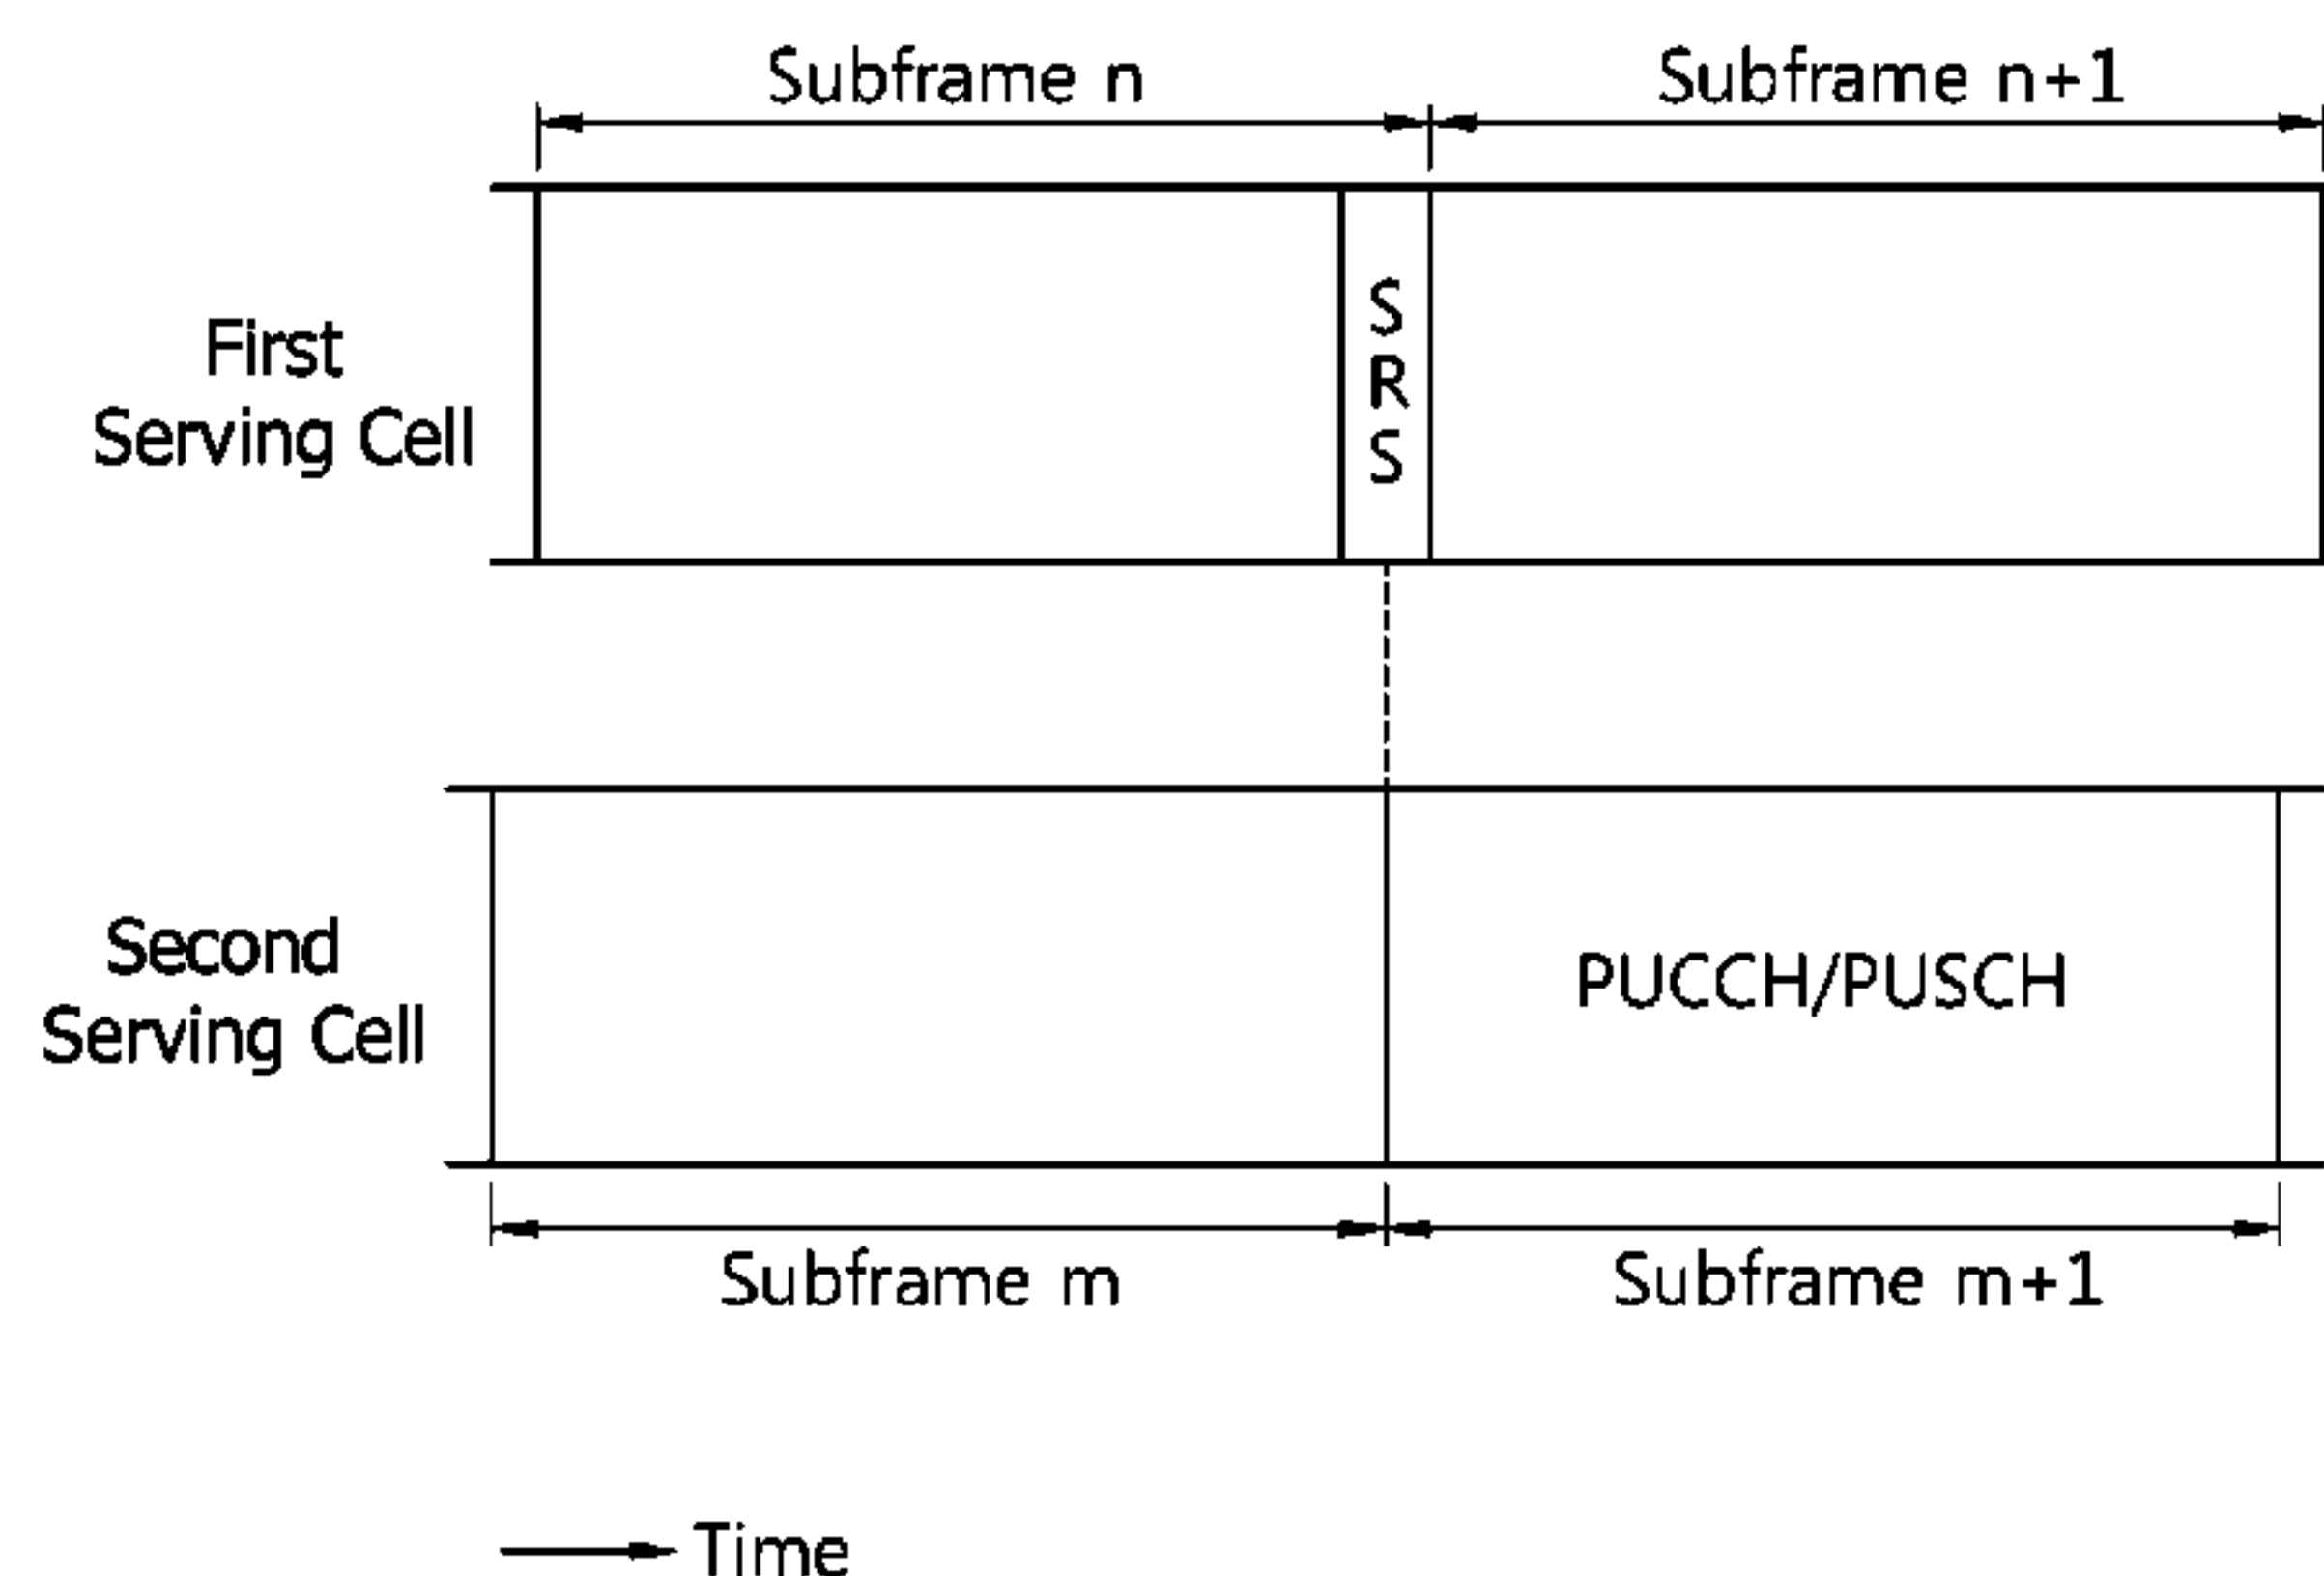 Subframe n
Subframe n+1
S
R
S
First
Serving Cell
Second
Serving Cell
PUCCH/PUSCH
Subframe m
Subframe m+1
Time